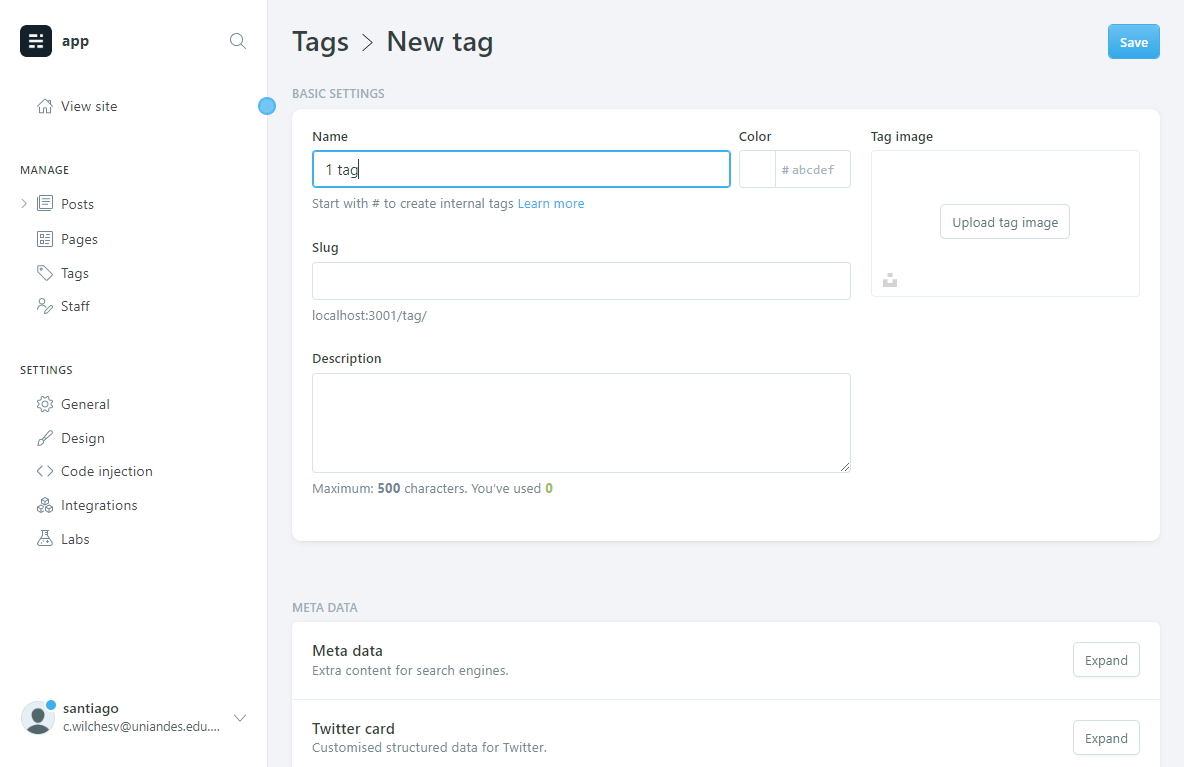 app
View site
MANAGE
Posts
Pages
Tags
Staff
SETTINGS
General
Design
Code injection
Integrations
Labs
santiago
c.wilchesv@uniandes.edu....
Tags > New tag
Save
BASIC SETTINGS
Name
1 tag
Start with # to create internal tags Learn more
Color
# abcdef
Tag image
Upload tag image
Slug
localhost:3001/tag/
Description
Maximum: 500 characters. You've used 0
META DATA
Meta data
Extra content for search engines.
Expand
Twitter card
Customised structured data for Twitter.
Expand